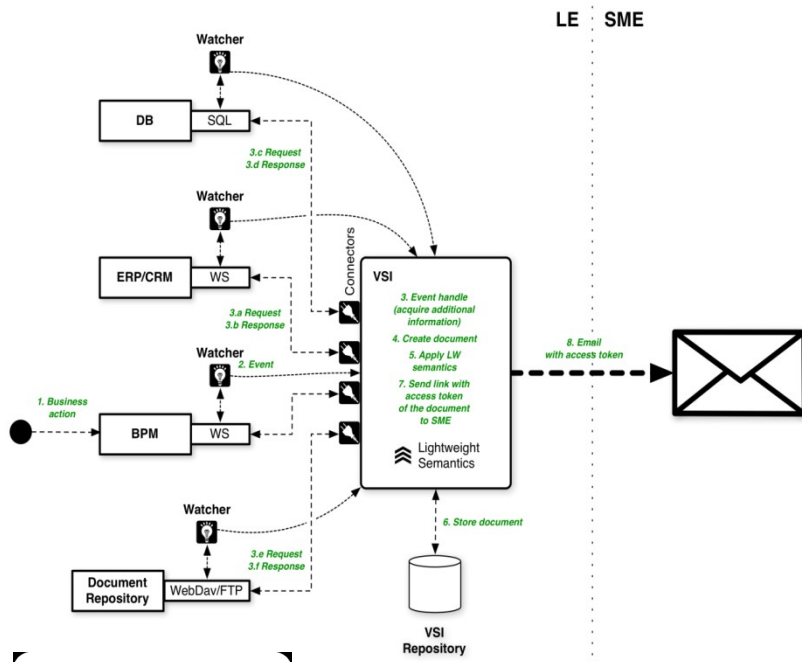 LE
SME
Watcher
DB
SQL
3.c Request
3.d Response
Watcher
ERP/CRM
WS
3.a Request
3.b Response
Connectors
VSI
3. Event handle
(acquire additional
information)
4. Create document
5. Apply LW
semantics
7. Send link with
access token
of the document
to SME
Lightweight
Semantics
8. Email
with access token
Watcher
2. Event
1. Business
action
BPM
WS
Watcher
3.e Request
3.f Response
6. Store document
Document
Repository
WebDav/FTP
VSI
Repository